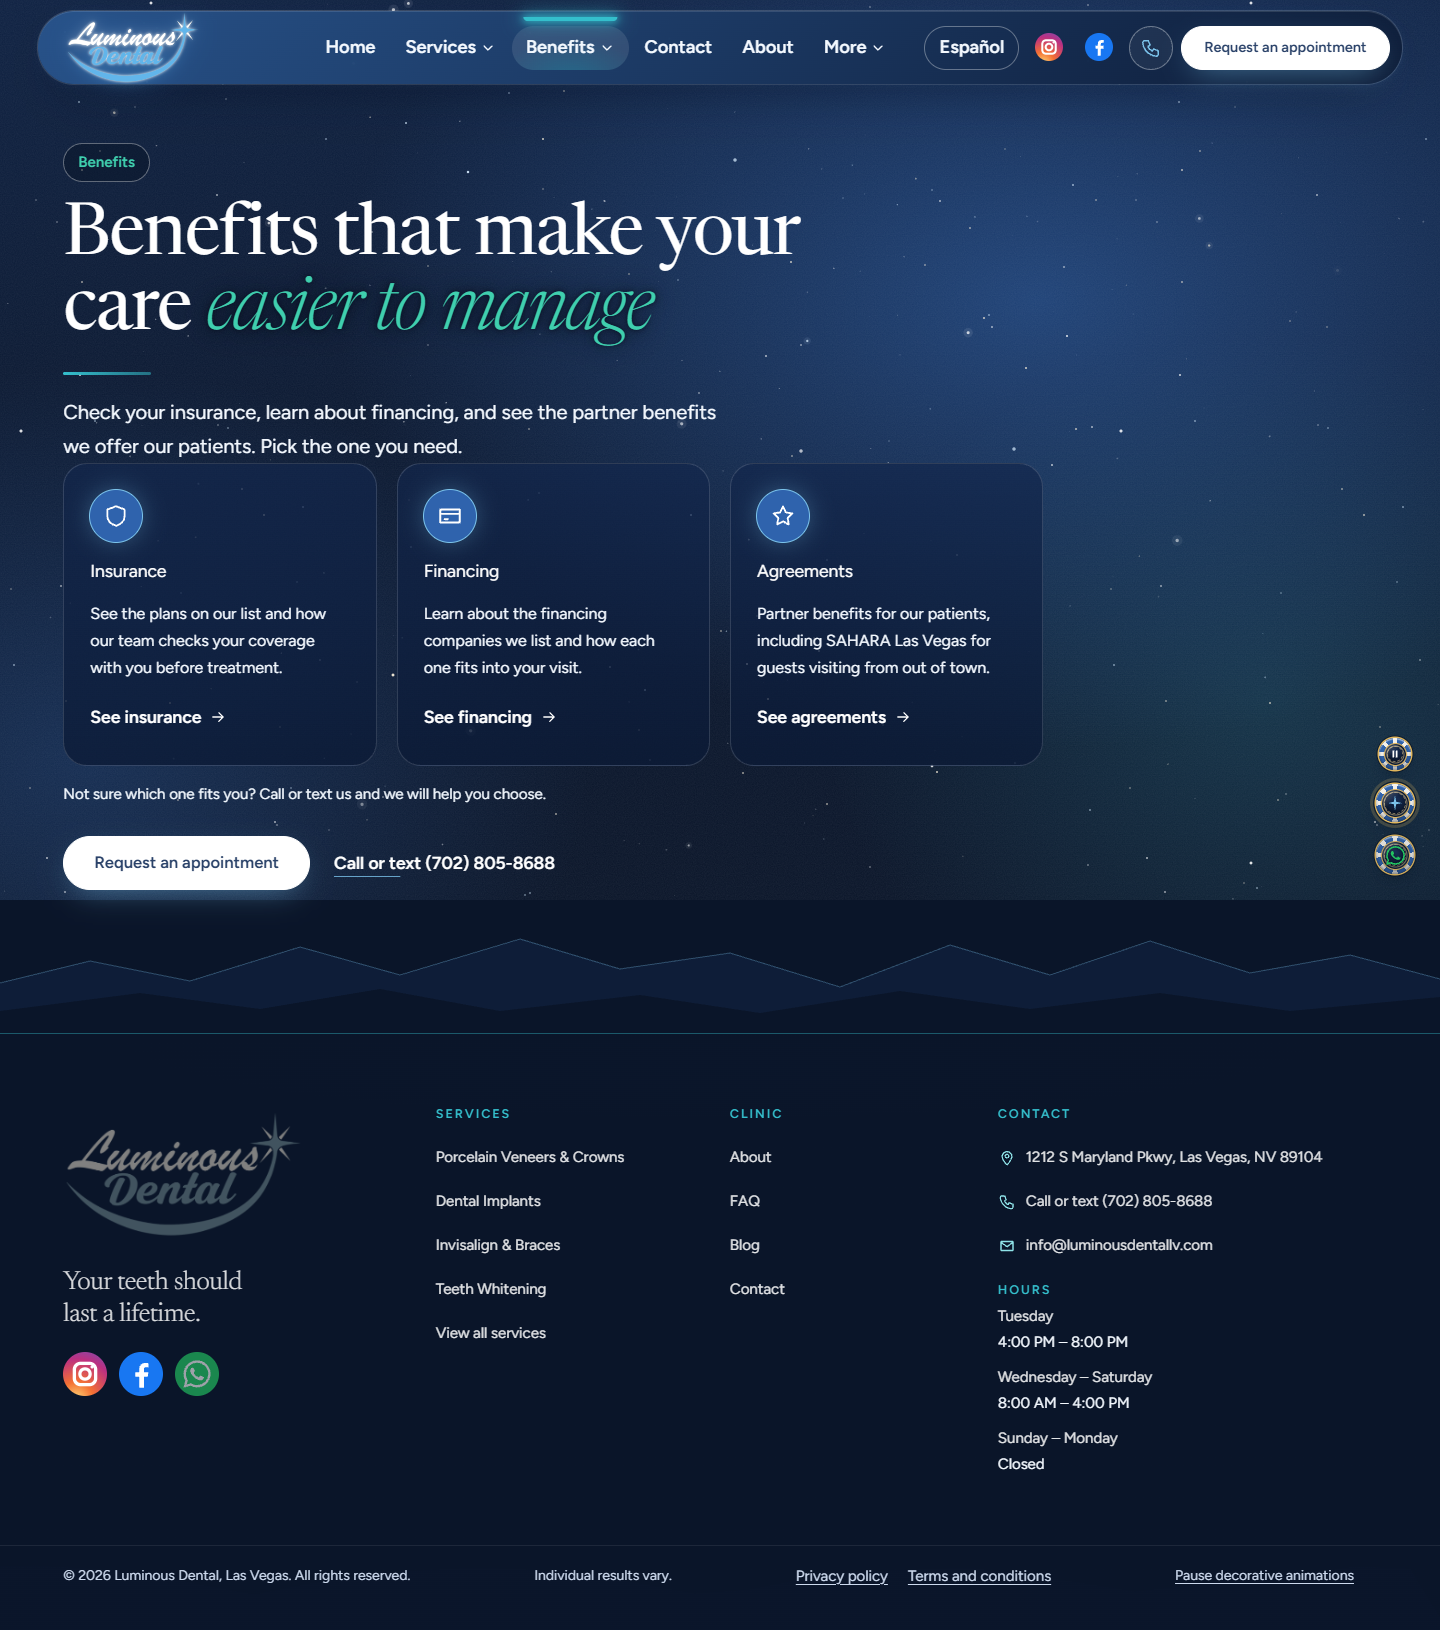 Luminous
Dental
Home
Services
Benefits
Contact
About
More
Español
Request an appointment
Benefits
Benefits that make your
care easier to manage
Check your insurance, learn about financing, and see the partner benefits
we offer our patients. Pick the one you need.
Insurance
See the plans on our list and how
our team checks your coverage
with you before treatment.
See insurance
Financing
Learn about the financing
companies we list and how each
one fits into your visit.
See financing
Agreements
Partner benefits for our patients,
including SAHARA Las Vegas for
guests visiting from out of town.
See agreements
Not sure which one fits you? Call or text us and we will help you choose.
Request an appointment
Call or text (702) 805-8688
Luminous
Dental
Your teeth should
last a lifetime.
SERVICES
Porcelain Veneers & Crowns
Dental Implants
Invisalign & Braces
Teeth Whitening
View all services
CLINIC
About
FAQ
Blog
Contact
CONTACT
1212 S Maryland Pkwy, Las Vegas, NV 89104
Call or text (702) 805-8688
info@luminousdentallv.com
HOURS
Tuesday
4:00 PM – 8:00 PM
Wednesday – Saturday
8:00 AM – 4:00 PM
Sunday – Monday
Closed
© 2026 Luminous Dental, Las Vegas. All rights reserved.
Individual results vary.
Privacy policy
Terms and conditions
Pause decorative animations